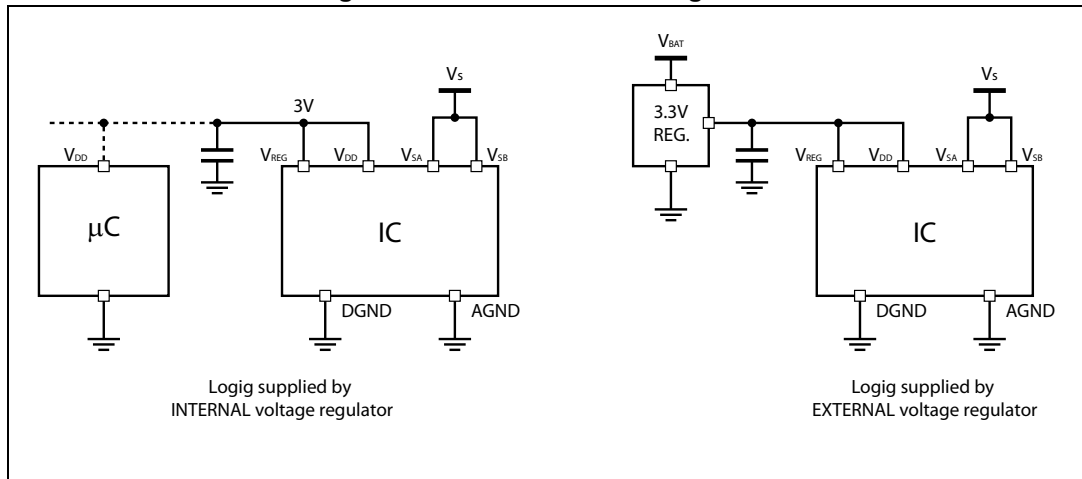 3V
Vs
VDD
VREG
VDD
VSA
VSB
μC
IC
DGND
AGND
Logig supplied by
INTERNAL voltage regulator
VBAT
3.3V
REG.
Vs
VREG
VDD
VSA
VSB
IC
DGND
AGND
Logig supplied by
EXTERNAL voltage regulator